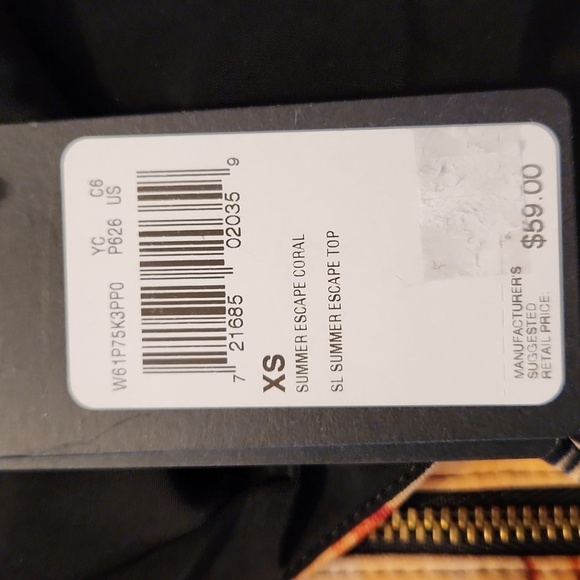 W61P75K3PP0 YC C6
P626 US
7 21685 02035 9
XS
SUMMER ESCAPE CORAL
SL SUMMER ESCAPE TOP
MANUFACTURER'S
SUGGESTED
RETAIL PRICE:
$59.00